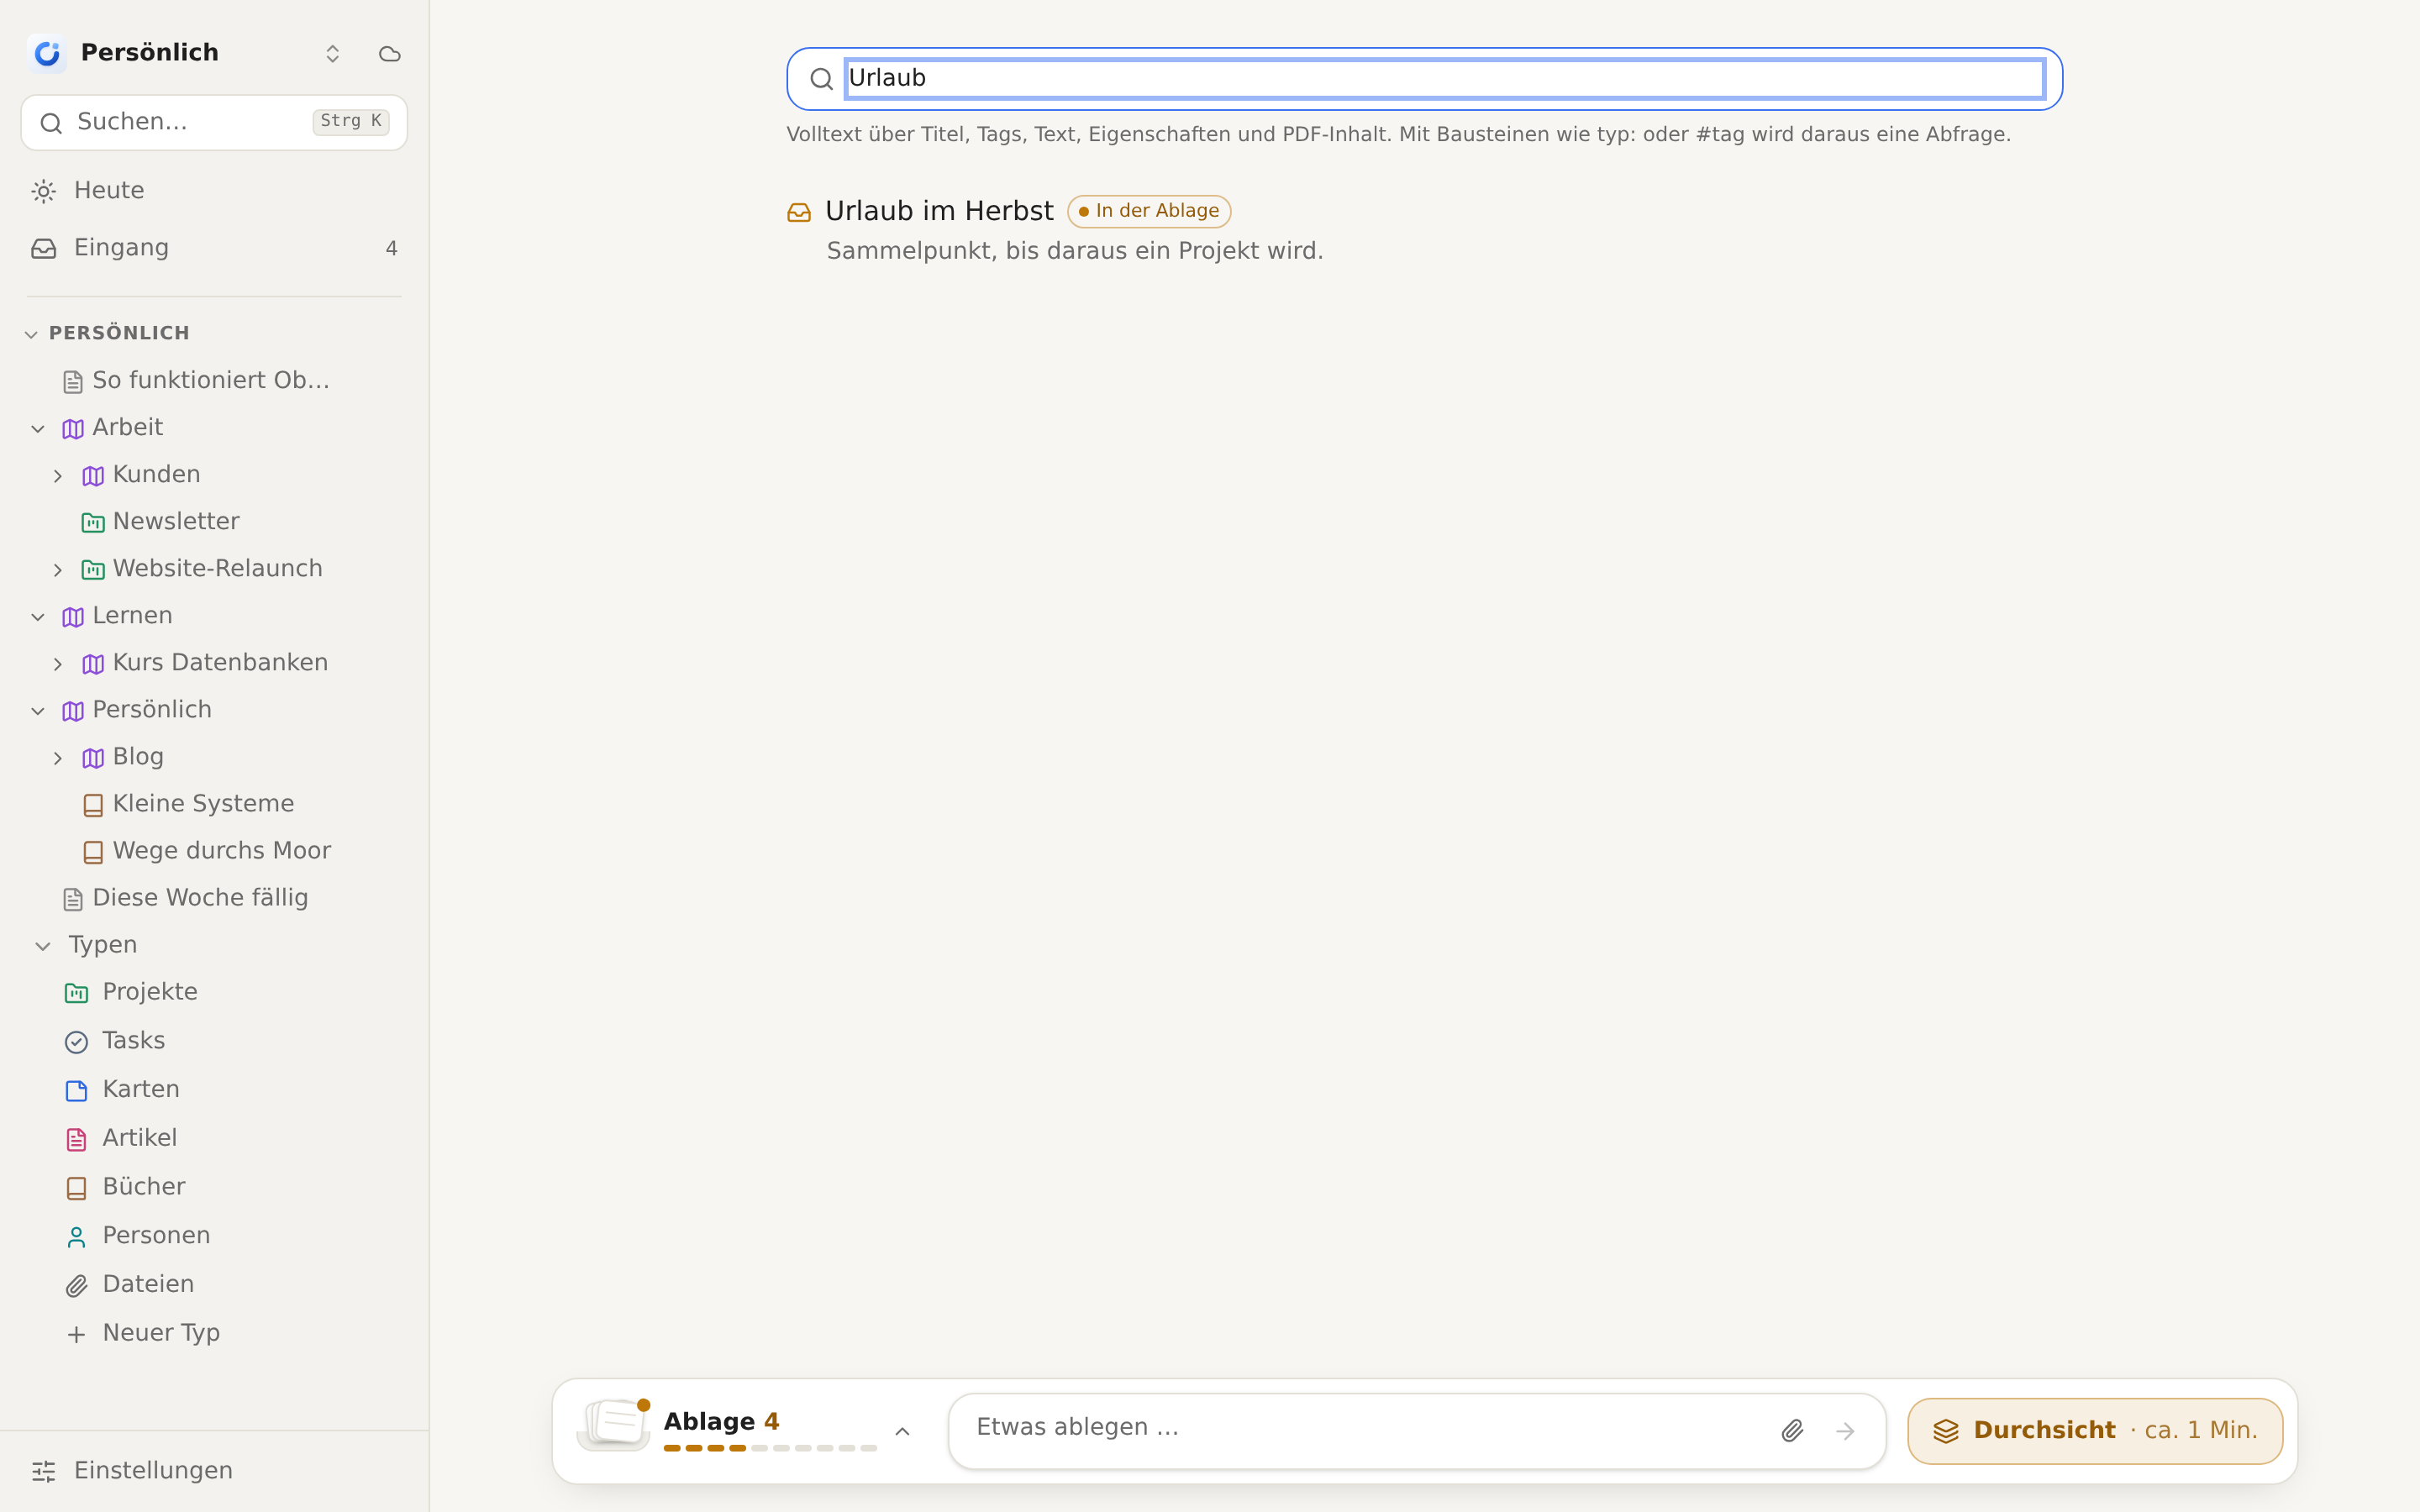 Persönlich
Suchen… Strg K
Heute
Eingang 4
PERSÖNLICH
So funktioniert Ob…
Arbeit
Kunden
Newsletter
Website-Relaunch
Lernen
Kurs Datenbanken
Persönlich
Blog
Kleine Systeme
Wege durchs Moor
Diese Woche fällig
Typen
Projekte
Tasks
Karten
Artikel
Bücher
Personen
Dateien
Neuer Typ
Einstellungen
Urlaub
Volltext über Titel, Tags, Text, Eigenschaften und PDF-Inhalt. Mit Bausteinen wie typ: oder #tag wird daraus eine Abfrage.
Urlaub im Herbst In der Ablage
Sammelpunkt, bis daraus ein Projekt wird.
Ablage 4
Etwas ablegen …
Durchsicht · ca. 1 Min.